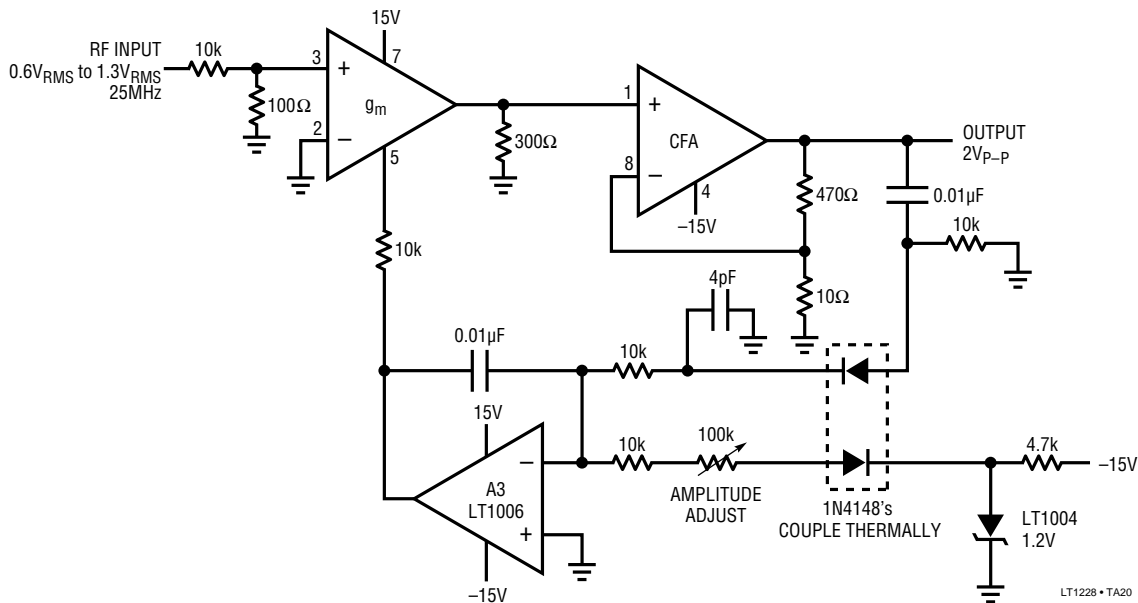 15V
RF INPUT
0.6VRMS to 1.3VRMS
25MHz
10k
3
+
7
gm
100Ω
2
–
5
300Ω
1
+
CFA
8
–
4
–15V
OUTPUT
2VP–P
470Ω
0.01µF
10k
10k
4pF
10Ω
0.01µF
10k
15V
–
A3
LT1006
+
–15V
10k
100k
AMPLITUDE
ADJUST
1N4148's
COUPLE THERMALLY
4.7k
–15V
LT1004
1.2V
LT1228 • TA20